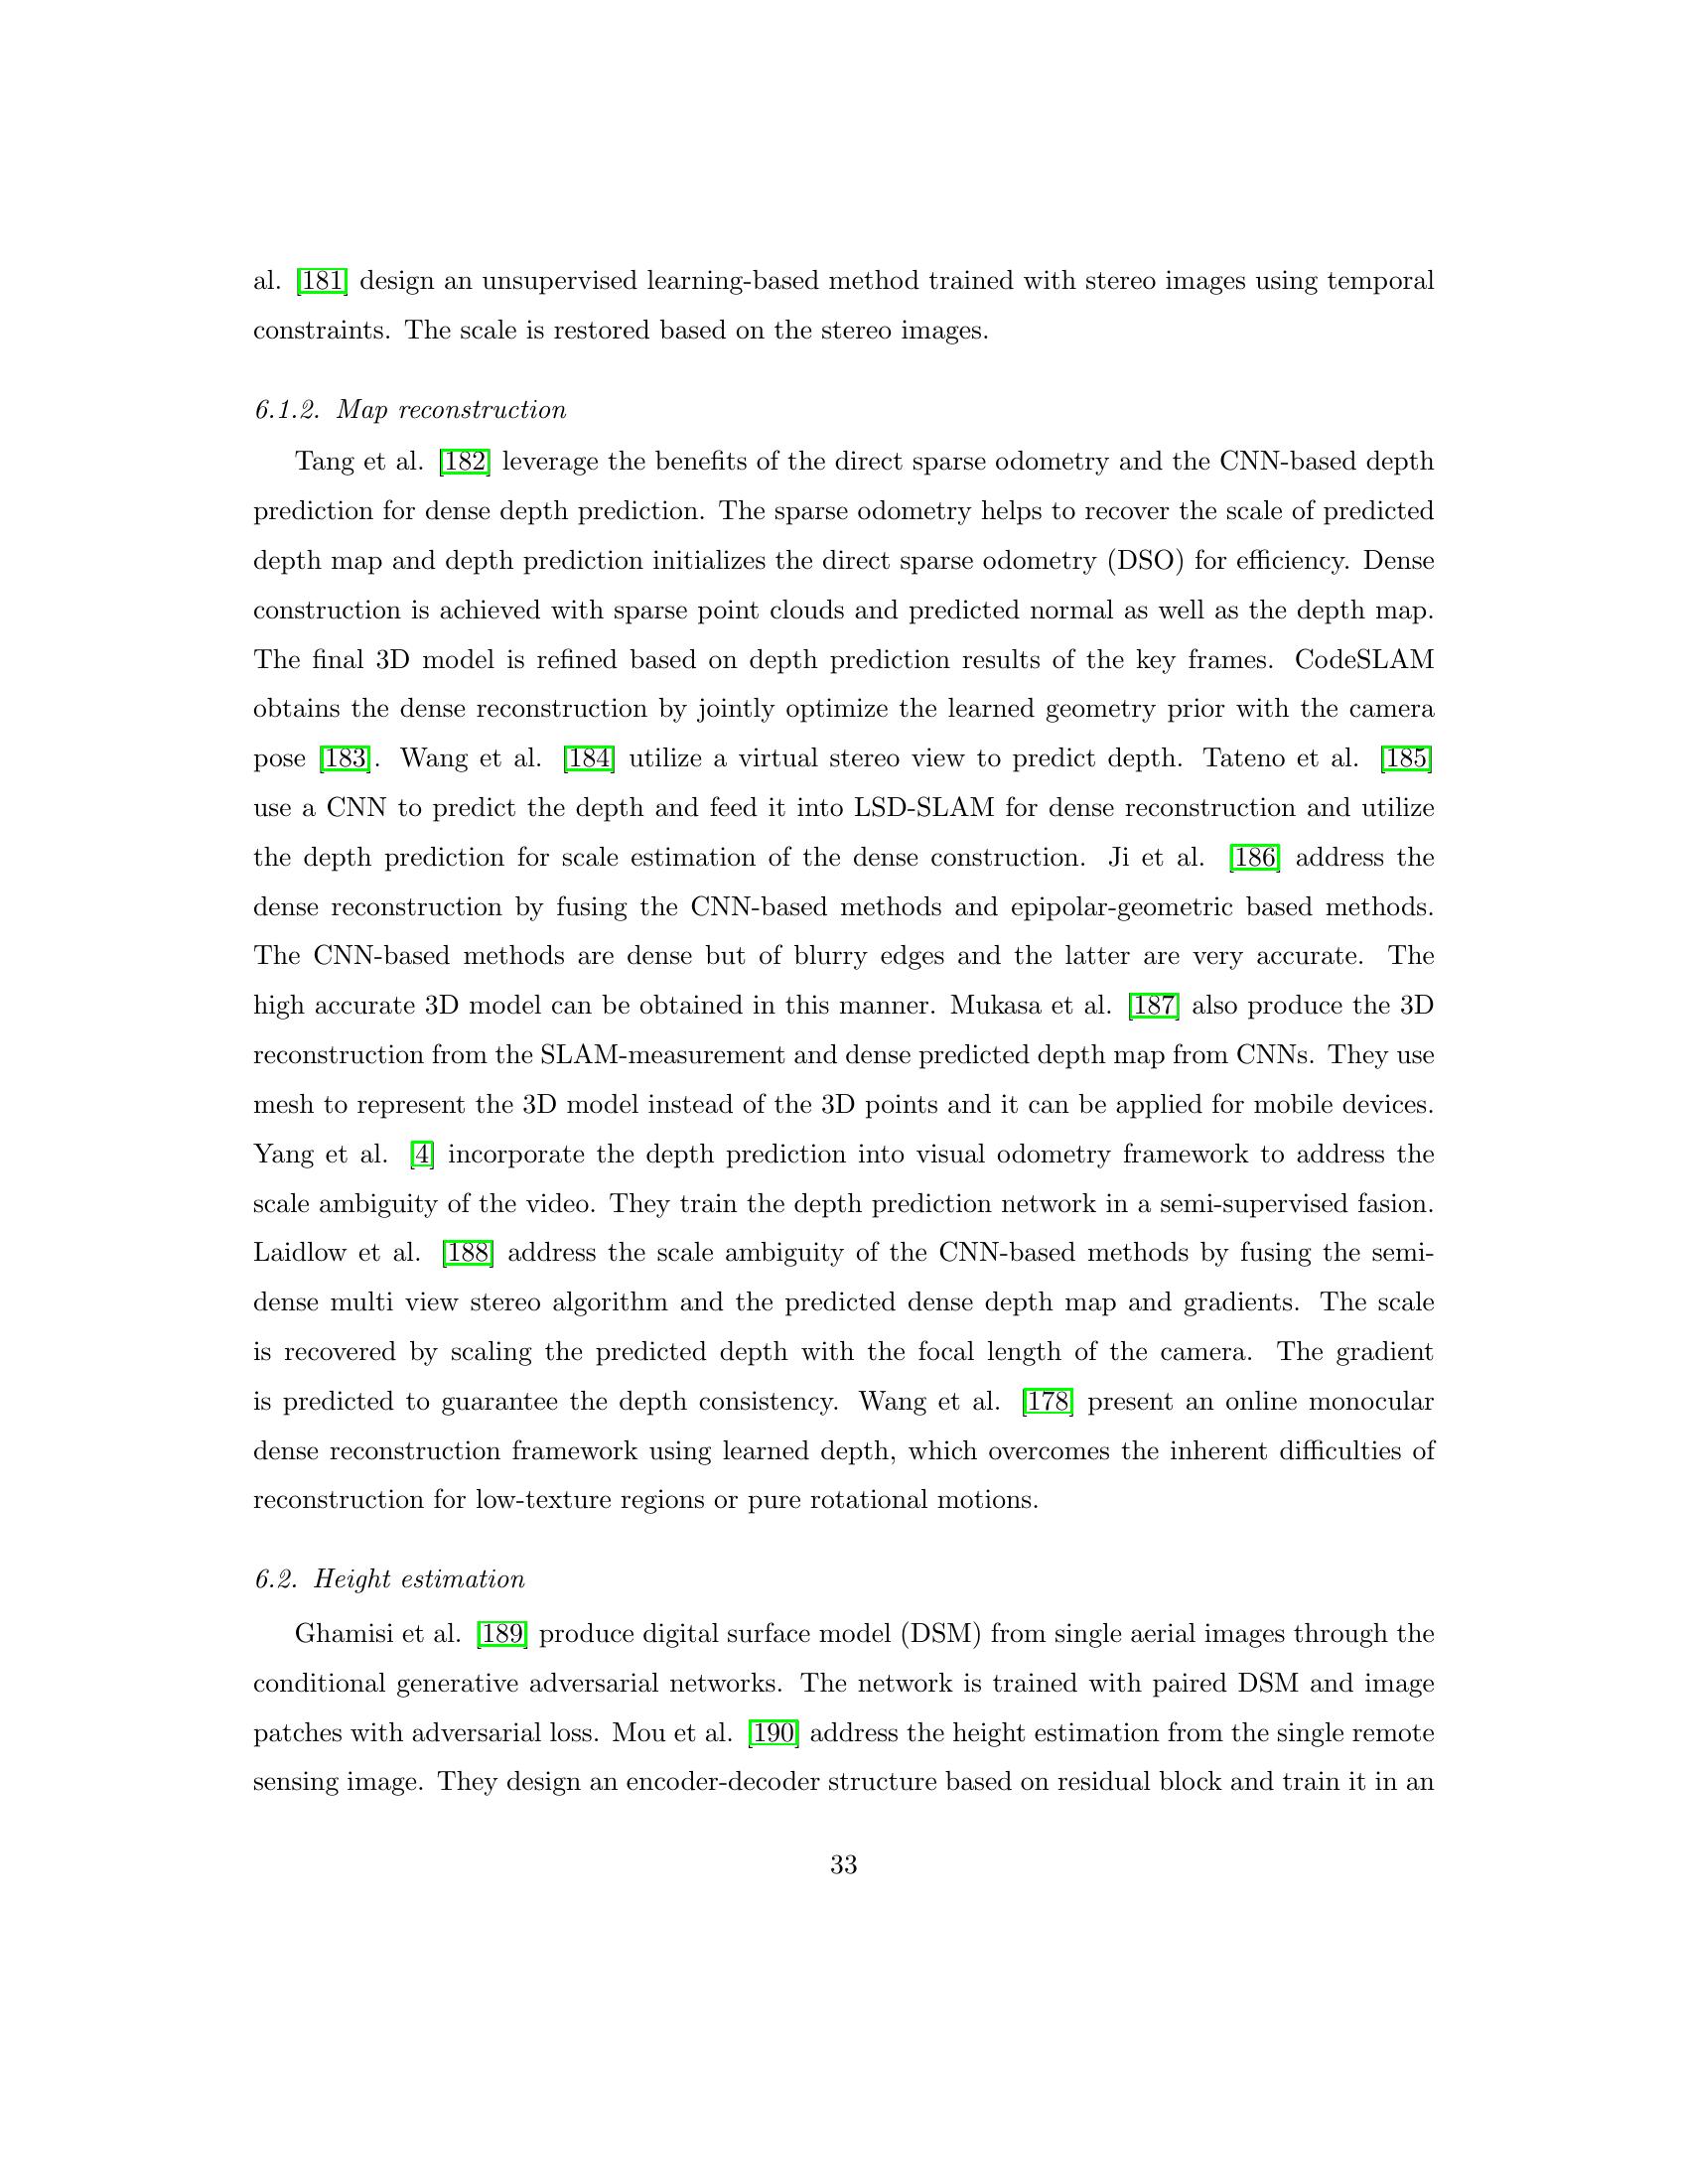 al. [181] design an unsupervised learning-based method trained with stereo images using temporal
constraints. The scale is restored based on the stereo images.
6.1.2. Map reconstruction
Tang et al. [182] leverage the benefits of the direct sparse odometry and the CNN-based depth
prediction for dense depth prediction. The sparse odometry helps to recover the scale of predicted
depth map and depth prediction initializes the direct sparse odometry (DSO) for efficiency. Dense
construction is achieved with sparse point clouds and predicted normal as well as the depth map.
The final 3D model is refined based on depth prediction results of the key frames. CodeSLAM
obtains the dense reconstruction by jointly optimize the learned geometry prior with the camera
pose [183]. Wang et al. [184] utilize a virtual stereo view to predict depth. Tateno et al. [185]
use a CNN to predict the depth and feed it into LSD-SLAM for dense reconstruction and utilize
the depth prediction for scale estimation of the dense construction. Ji et al. [186] address the
dense reconstruction by fusing the CNN-based methods and epipolar-geometric based methods.
The CNN-based methods are dense but of blurry edges and the latter are very accurate. The
high accurate 3D model can be obtained in this manner. Mukasa et al. [187] also produce the 3D
reconstruction from the SLAM-measurement and dense predicted depth map from CNNs. They use
mesh to represent the 3D model instead of the 3D points and it can be applied for mobile devices.
Yang et al. [4] incorporate the depth prediction into visual odometry framework to address the
scale ambiguity of the video. They train the depth prediction network in a semi-supervised fasion.
Laidlow et al. [188] address the scale ambiguity of the CNN-based methods by fusing the semi-
dense multi view stereo algorithm and the predicted dense depth map and gradients. The scale
is recovered by scaling the predicted depth with the focal length of the camera. The gradient
is predicted to guarantee the depth consistency. Wang et al. [178] present an online monocular
dense reconstruction framework using learned depth, which overcomes the inherent difficulties of
reconstruction for low-texture regions or pure rotational motions.
6.2. Height estimation
Ghamisi et al. [189] produce digital surface model (DSM) from single aerial images through the
conditional generative adversarial networks. The network is trained with paired DSM and image
patches with adversarial loss. Mou et al. [190] address the height estimation from the single remote
sensing image. They design an encoder-decoder structure based on residual block and train it in an
33